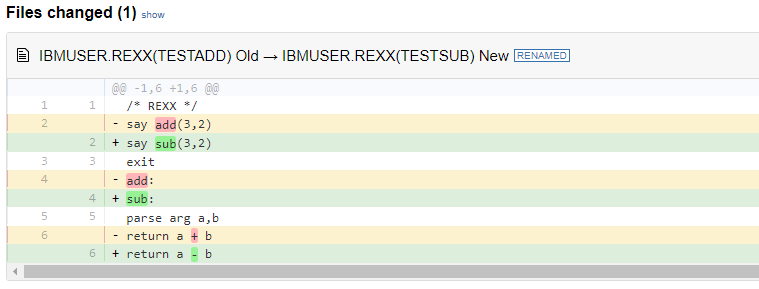 Files changed (1) show
IBMUSER.REXX(TESTADD) Old → IBMUSER.REXX(TESTSUB) New RENAMED
@@ -1,6 +1,6 @@
1 1 /* REXX */
2 - say add(3,2)
2 + say sub(3,2)
3 3 exit
4 - add:
4 + sub:
5 5 parse arg a,b
6 - return a + b
6 + return a - b